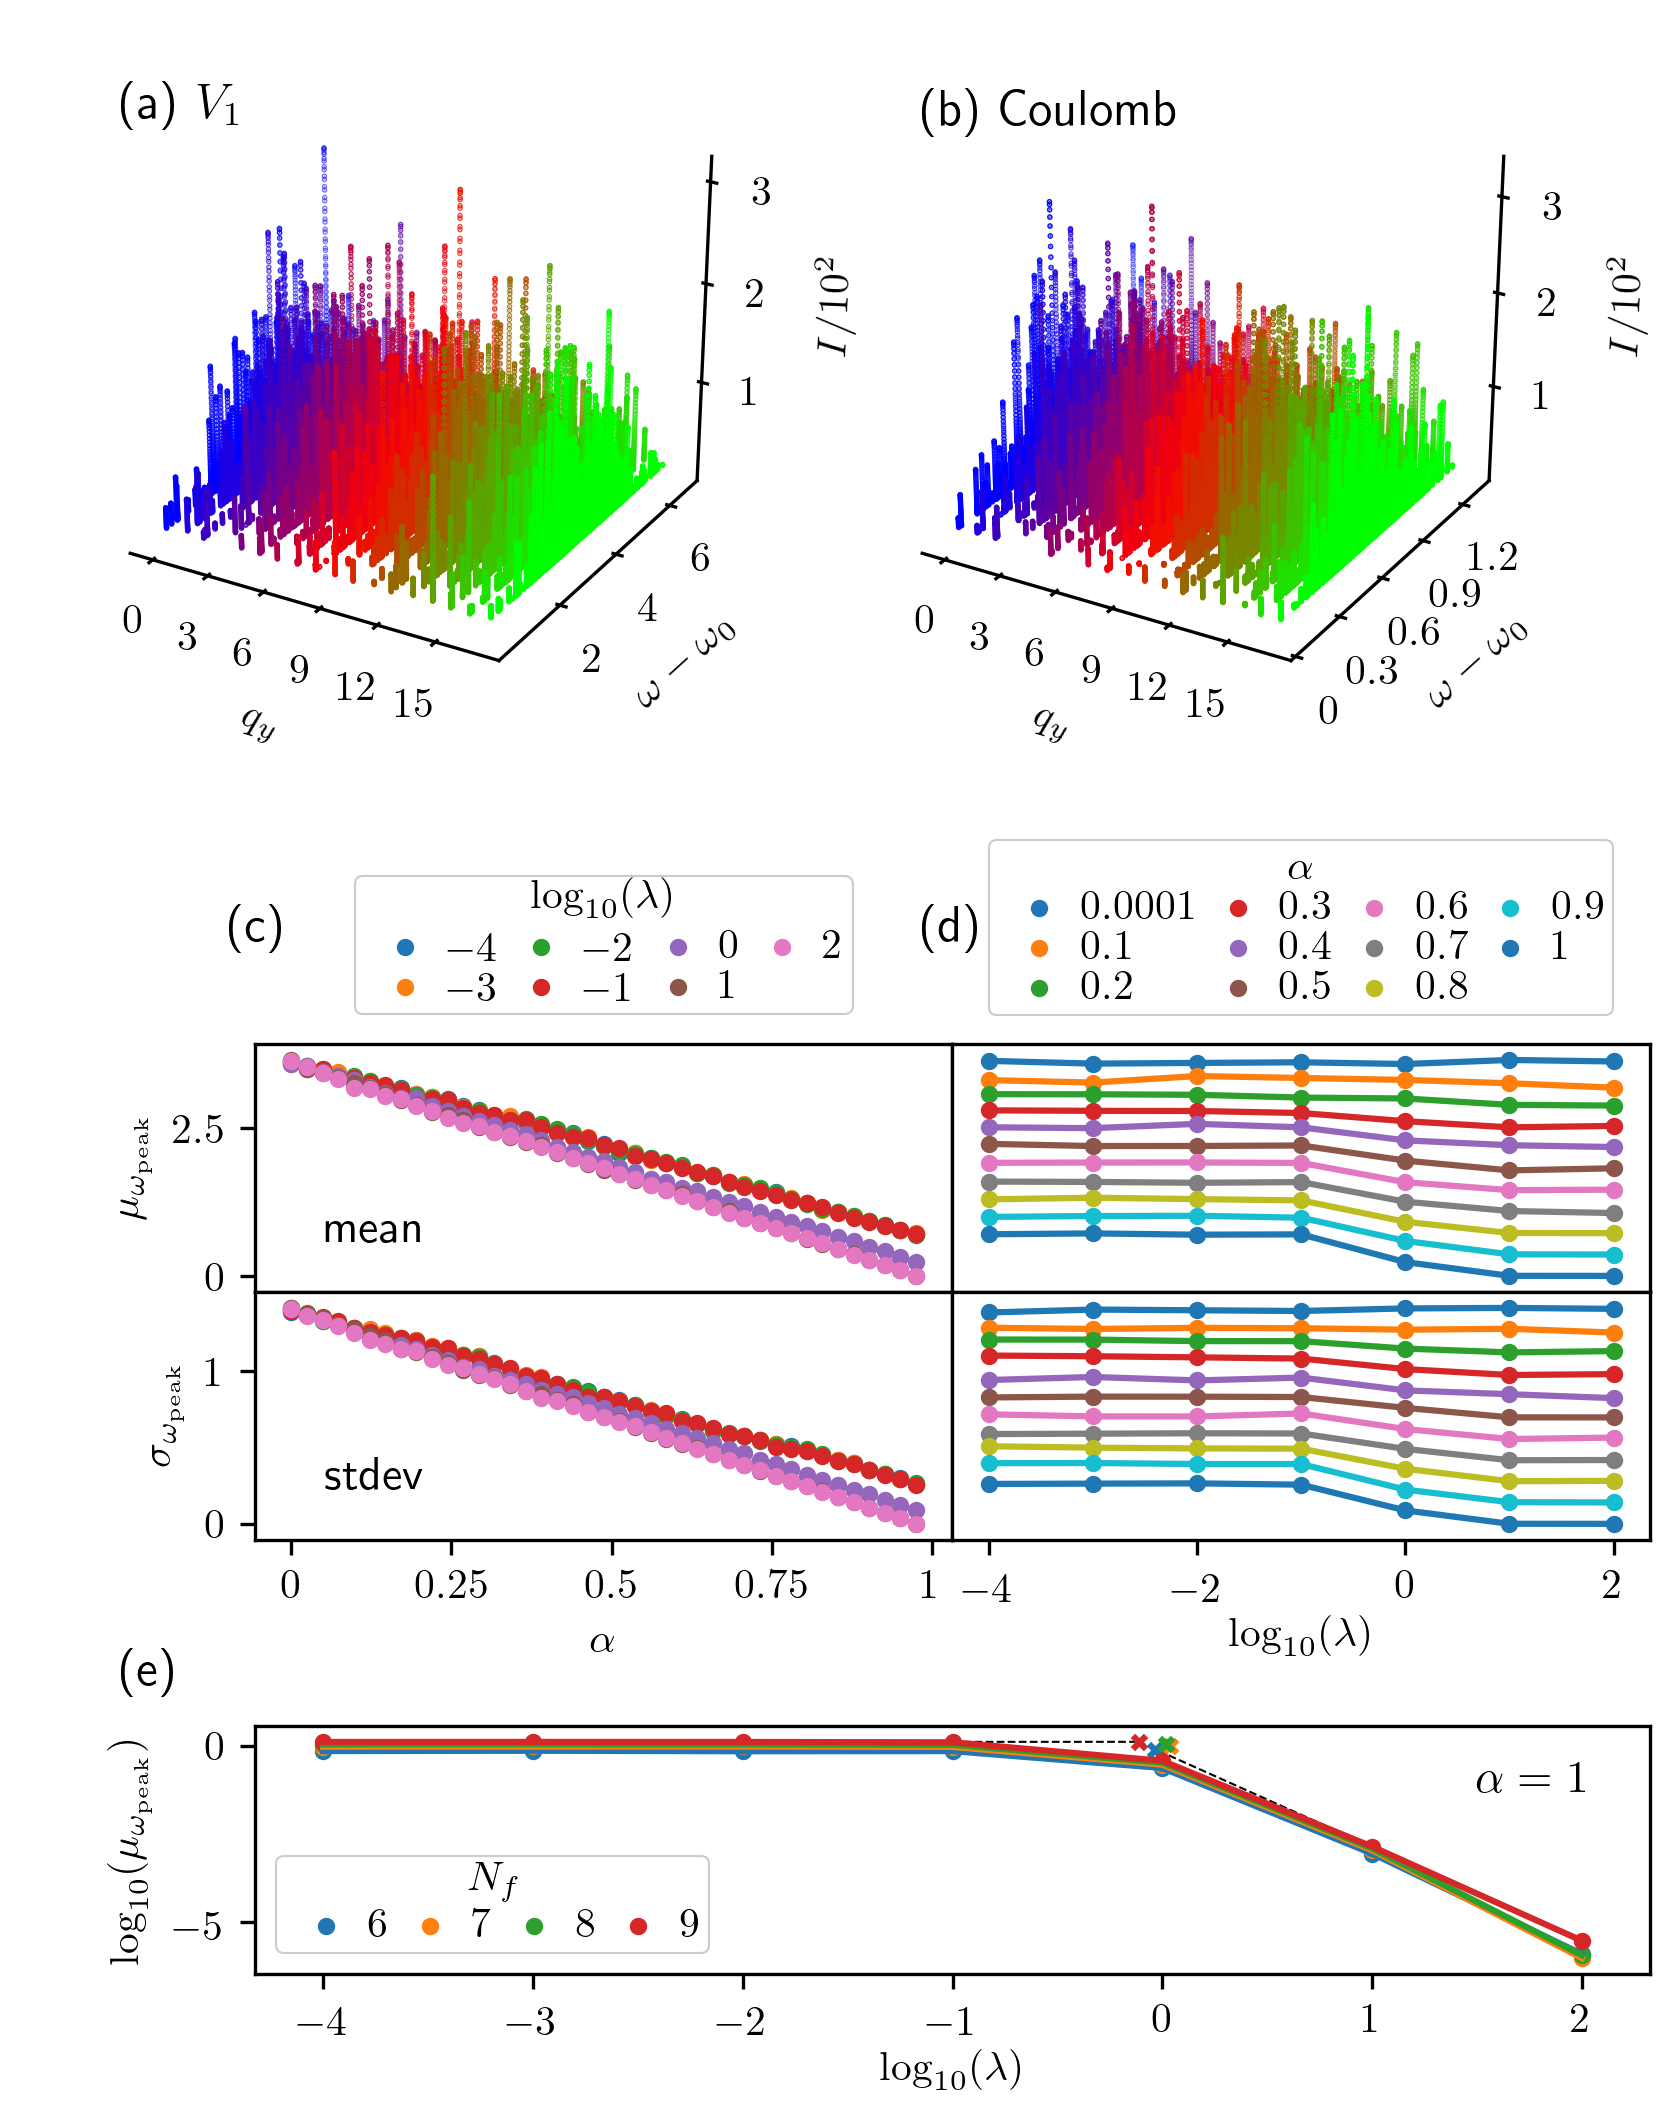 (a) V₁
(b) Coulomb
3
2
1
I/10²
0
3
6
9
12
15
q_y
2
4
6
ω − ω₀
3
2
1
I/10²
0
3
6
9
12
15
q_y
0
0.3
0.6
0.9
1.2
ω − ω₀
(c)
log₁₀(λ)
−4 −2 0 2
−3 −1 1
(d)
α
0.0001 0.3 0.6 0.9
0.1 0.4 0.7 1
0.2 0.5 0.8
μ_ω_peak
2.5
0
mean
σ_ω_peak
1
0
stdev
0 0.25 0.5 0.75 1
α
−4 −2 0 2
log₁₀(λ)
(e)
log₁₀(μ_ω_peak)
0
−5
α = 1
N_f
6 7 8 9
−4 −3 −2 −1 0 1 2
log₁₀(λ)